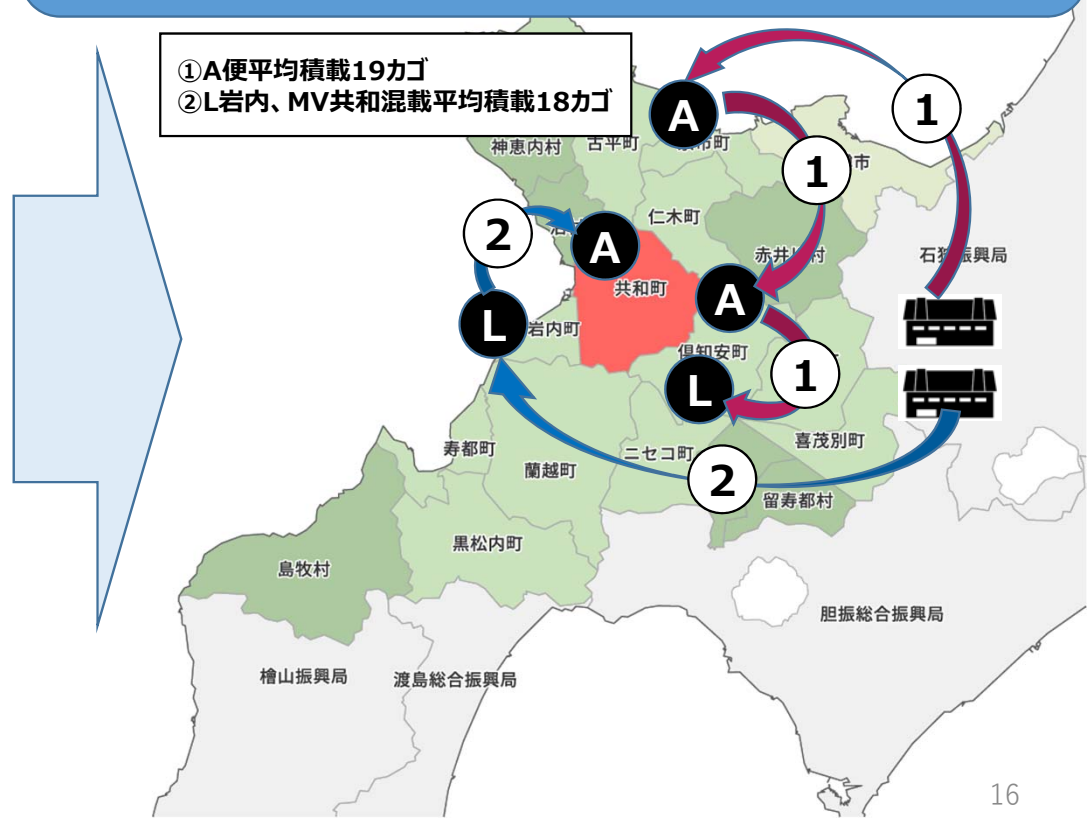 ①A便平均積載19カゴ
②L岩内、MV共和混載平均積載18カゴ
A
1
1
神恵内村
古平町
市町
市
2
A
仁木町
赤井
村
石狩
振興局
共和町
A
L
岩内町
倶知安町
1
L
寿都町
ニセコ町
喜茂別町
蘭越町
2
留寿都村
黒松内町
島牧村
胆振総合振興局
檜山振興局
渡島総合振興局
16